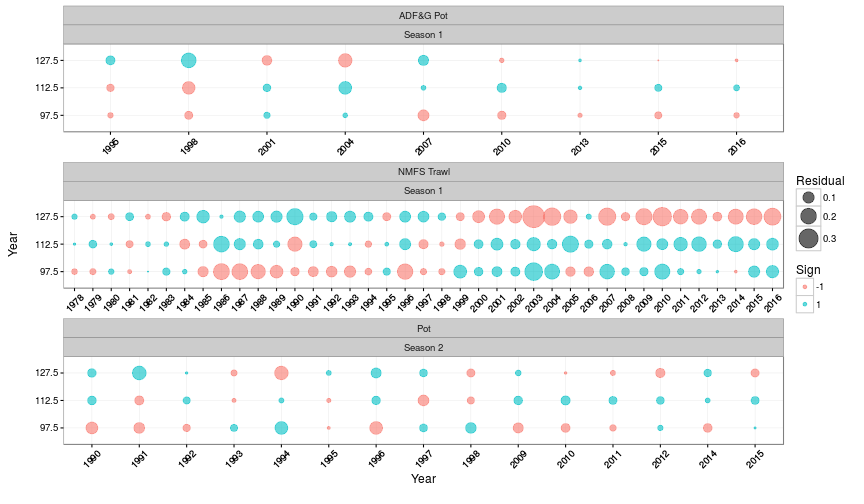 ADF&G Pot
Season 1
127.5
112.5
97.5
1995 1998 2001 2004 2007 2010 2013 2015 2016
NMFS Trawl
Season 1
127.5
112.5
97.5
1978 1979 1980 1981 1982 1983 1984 1985 1986 1987 1988 1989 1990 1991 1992 1993 1994 1995 1996 1997 1998 1999 2000 2001 2002 2003 2004 2005 2006 2007 2008 2009 2010 2011 2012 2013 2014 2015 2016
Pot
Season 2
127.5
112.5
97.5
1990 1991 1992 1993 1994 1995 1996 1997 1998 2009 2010 2011 2012 2014 2015
Year
Year
Residual
0.1
0.2
0.3
Sign
-1
1